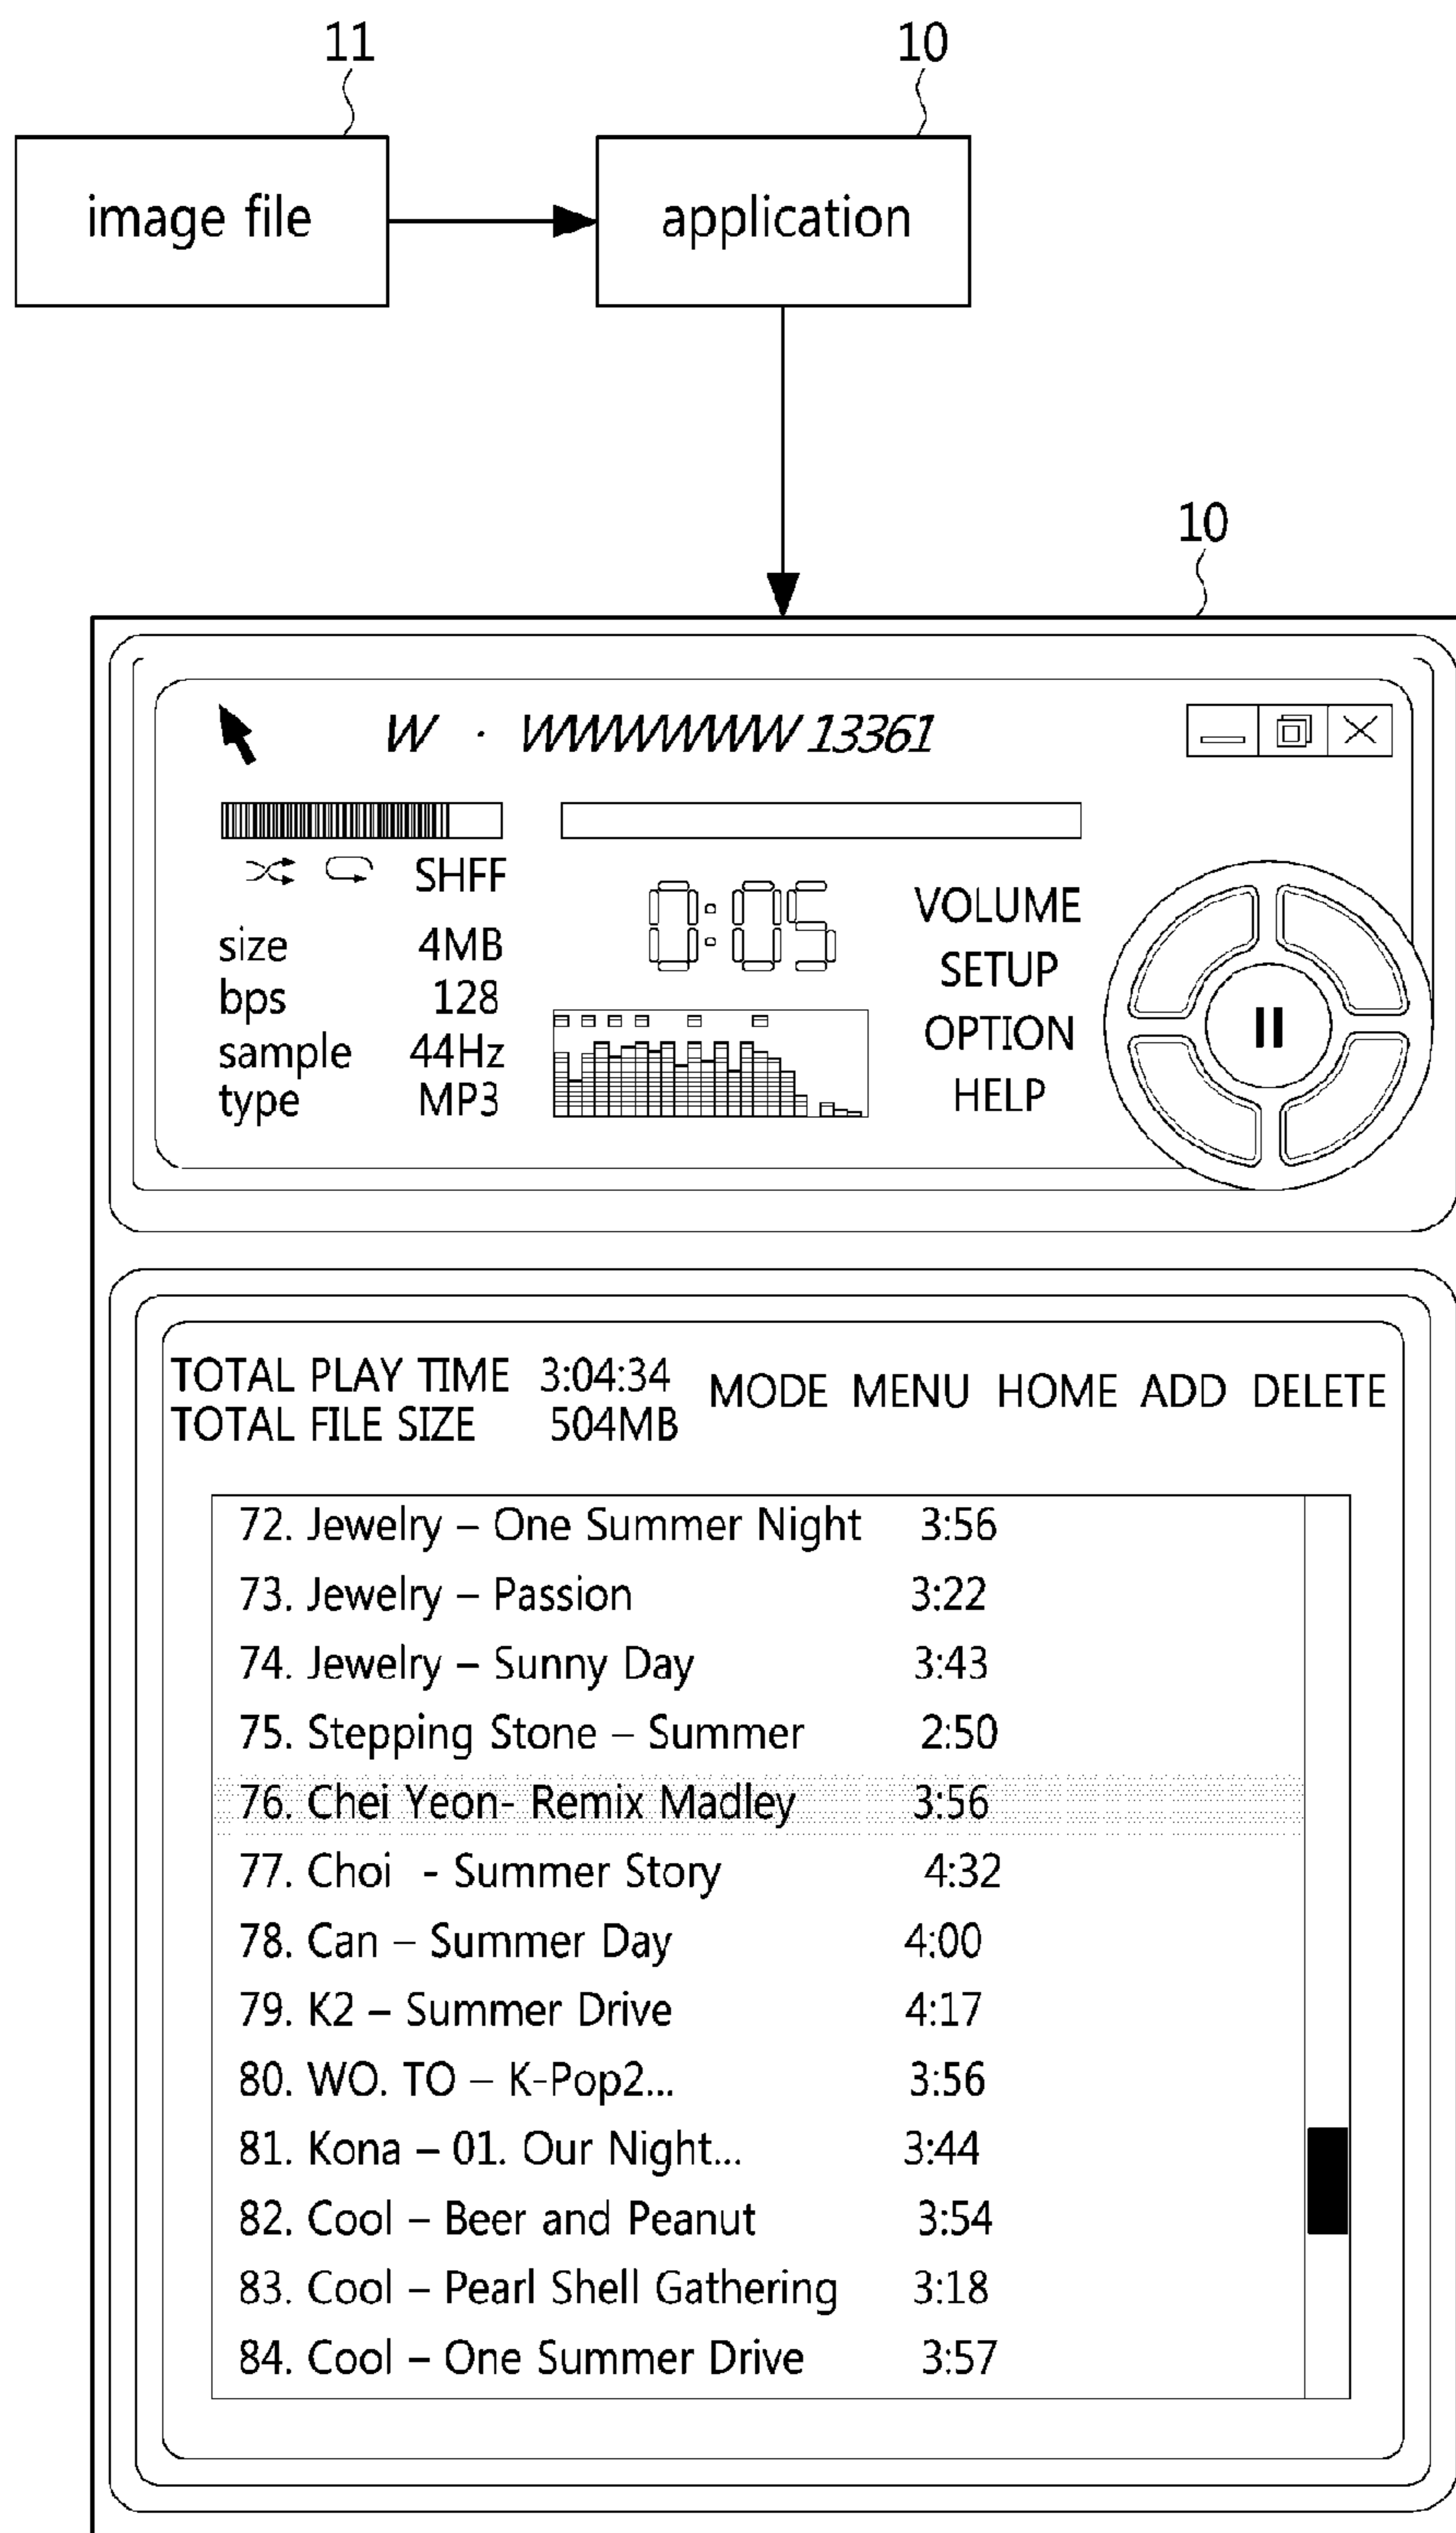 11
10
image file
application
10
W · WWWWWWW 13361
SHFF
size 4MB
bps 128
sample 44Hz
type MP3
0:05
VOLUME
SETUP
OPTION
HELP
TOTAL PLAY TIME 3:04:34
TOTAL FILE SIZE 504MB
MODE MENU HOME ADD DELETE
72. Jewelry – One Summer Night 3:56
73. Jewelry – Passion 3:22
74. Jewelry – Sunny Day 3:43
75. Stepping Stone – Summer 2:50
76. Chei Yeon- Remix Madley 3:56
77. Choi - Summer Story 4:32
78. Can – Summer Day 4:00
79. K2 – Summer Drive 4:17
80. WO. TO – K-Pop2... 3:56
81. Kona – 01. Our Night... 3:44
82. Cool – Beer and Peanut 3:54
83. Cool – Pearl Shell Gathering 3:18
84. Cool – One Summer Drive 3:57